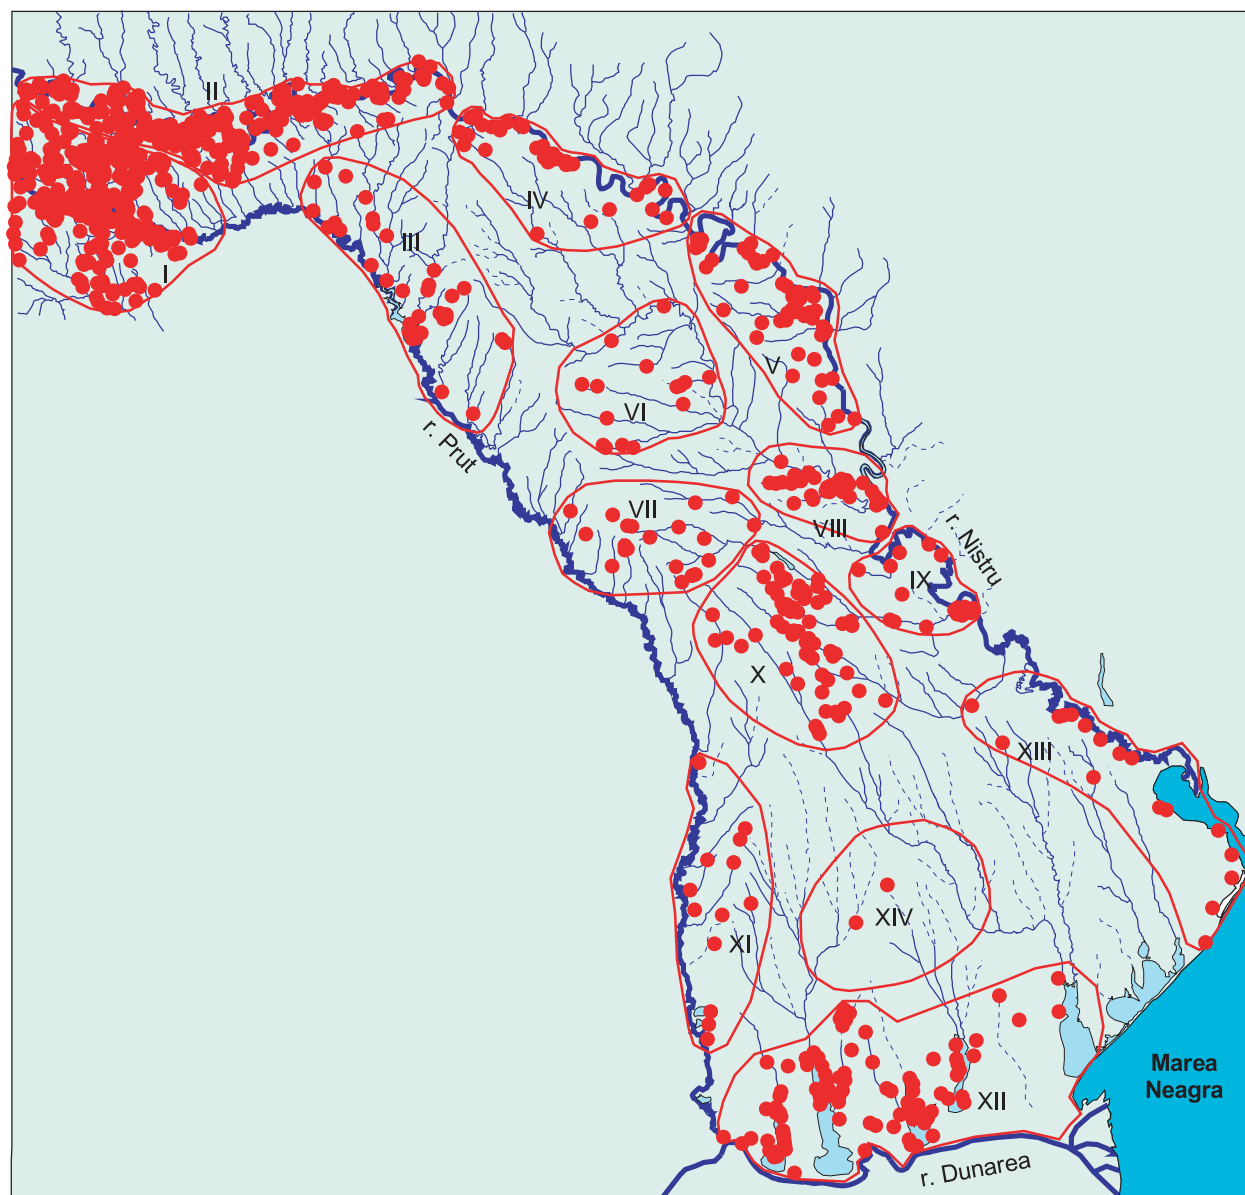 II
IV
III
I
V
VI
r. Prut
VII
VIII
r. Nistru
IX
X
XIII
XIV
XI
Marea
Neagra
XII
r. Dunarea